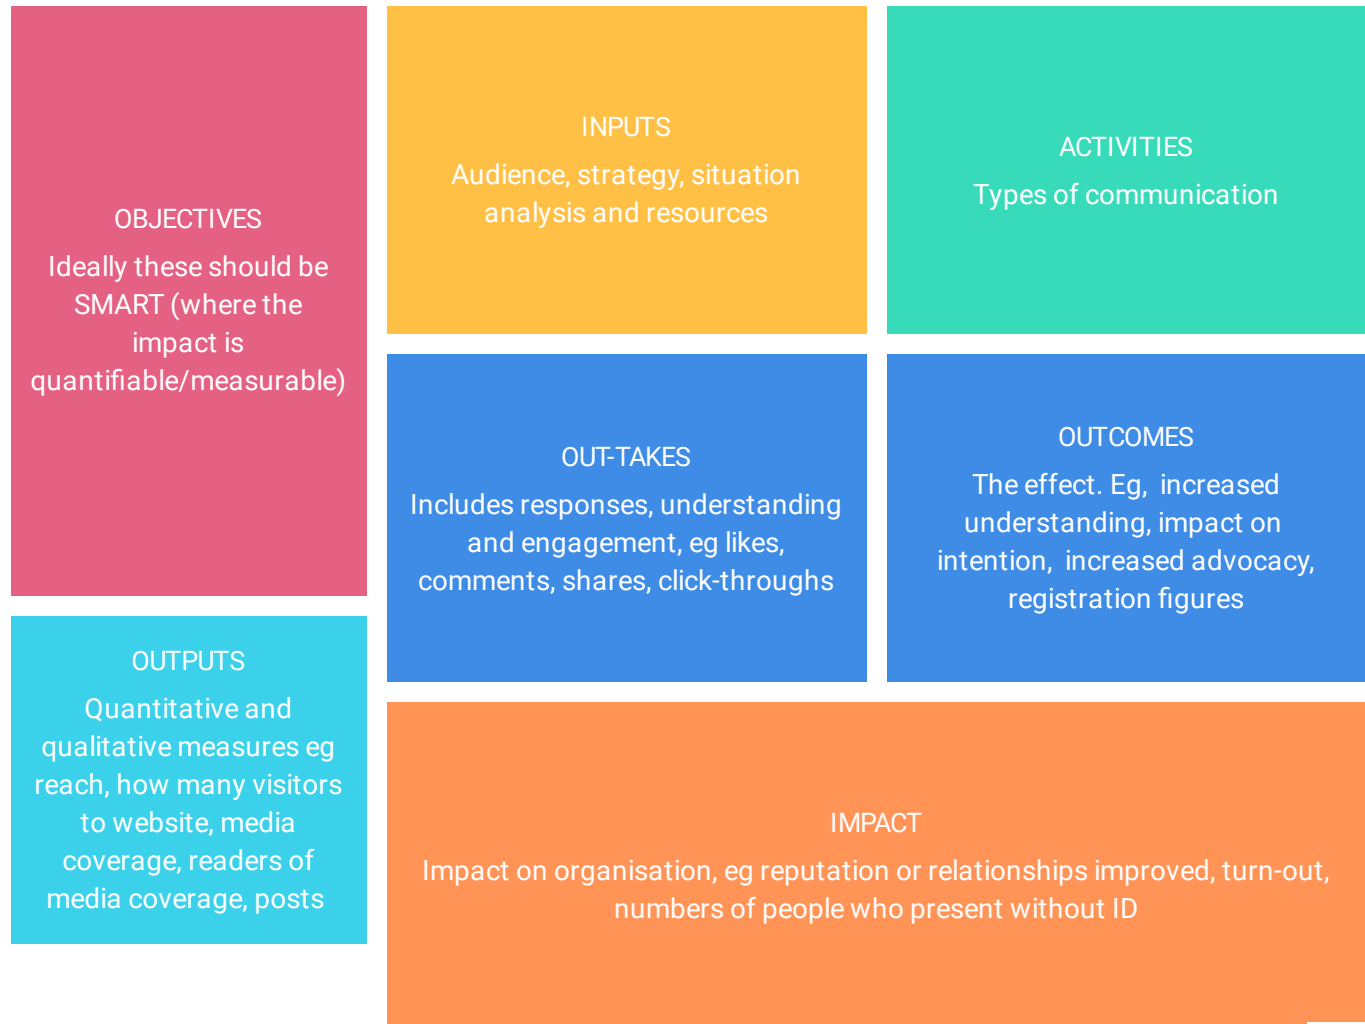 OBJECTIVES
Ideally these should be
SMART (where the
impact is
quantifiable/measurable)
INPUTS
Audience, strategy, situation
analysis and resources
ACTIVITIES
Types of communication
OUTPUTS
Quantitative and
qualitative measures eg
reach, how many visitors
to website, media
coverage, readers of
media coverage, posts
OUT-TAKES
Includes responses, understanding
and engagement, eg likes,
comments, shares, click-throughs
OUTCOMES
The effect. Eg,  increased
understanding, impact on
intention,  increased advocacy,
registration figures
IMPACT
Impact on organisation, eg reputation or relationships improved, turn-out,
numbers of people who present without ID